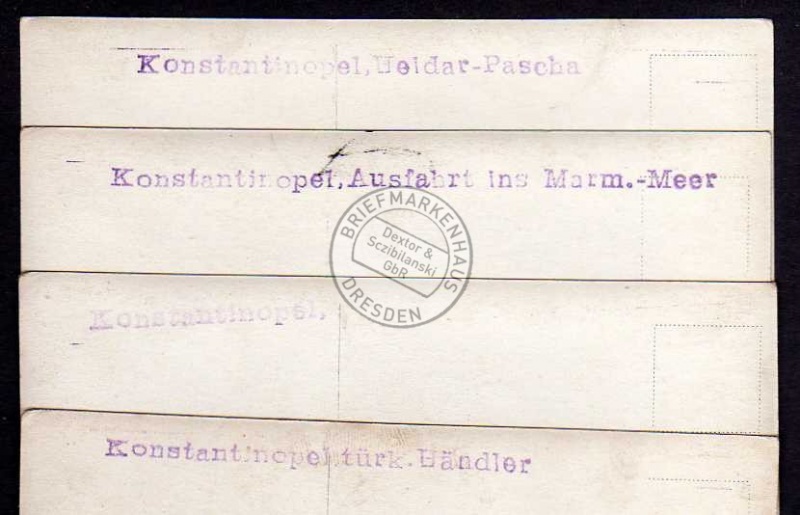 Konstantinopel, Heidar-Pascha
Konstantinopel, Ausfahrt ins Marm.-Meer
BRIEFMARKENHAUS
Dextor &
Sczibilanski
GbR
DRESDEN
Konstantinopel,
Konstantinopel türk. Händler